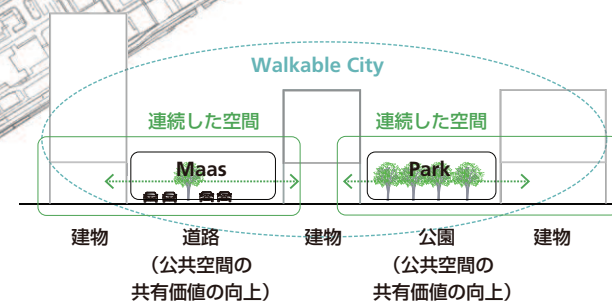 Walkable City
連続した空間
連続した空間
Maas
Park
建物
道路
(公共空間の
共有価値の向上)
建物
公園
(公共空間の
共有価値の向上)
建物